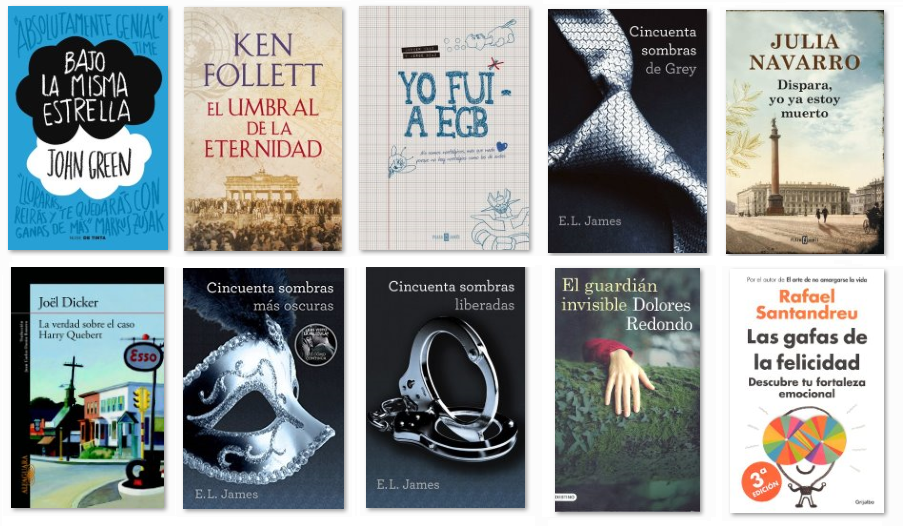 "ABSOLUTAMENTE GENIAL"
TIME
BAJO
LA MISMA
ESTRELLA
JOHN GREEN
"LLORARÁS,
REIRÁS Y TE QUEDARÁS CON
GANAS DE MÁS" MARKUS ZUSAK
NUBE DE TINTA
KEN
FOLLETT
EL UMBRAL
DE LA
ETERNIDAD
YO FUI
A EGB
Cincuenta
sombras
de Grey
E.L. James
JULIA
NAVARRO
Dispara,
yo ya estoy
muerto
Joël Dicker
La verdad sobre el caso
Harry Quebert
Esso
ALFAGUARA
Cincuenta sombras
más oscuras
E.L. James
Cincuenta sombras
liberadas
E.L. James
El guardián
invisible Dolores
Redondo
DESTINO
Por el autor de El arte de no amargarse la vida
Rafael
Santandreu
Las gafas de
la felicidad
Descubre tu fortaleza
emocional
3ª
EDICIÓN
Grijalbo